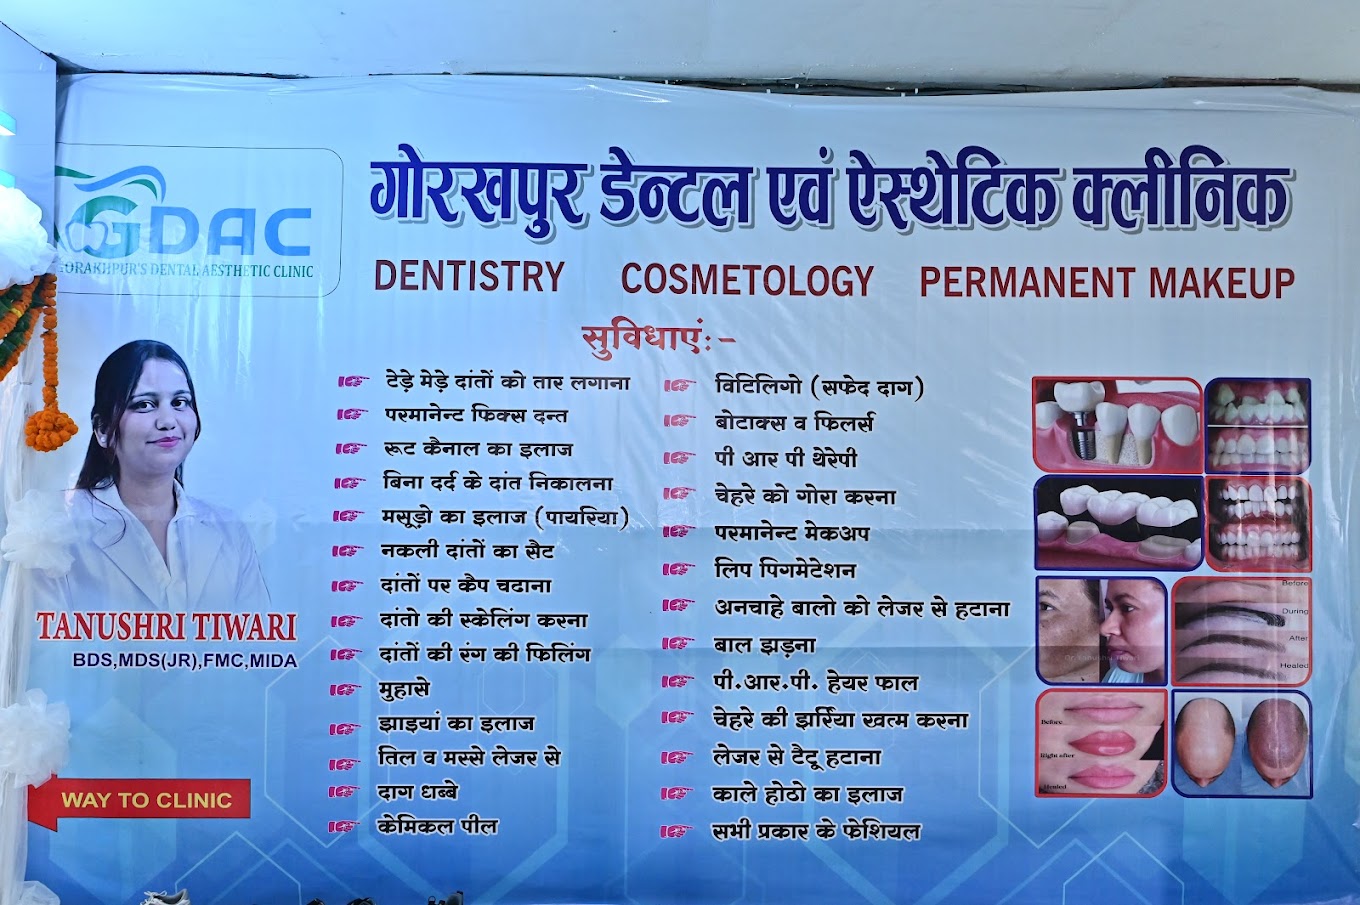 गोरखपुर डेन्टल एवं ऐस्थेटिक क्लीनिक
GDAC
GORAKHPUR'S DENTAL AESTHETIC CLINIC
DENTISTRY COSMETOLOGY PERMANENT MAKEUP
सुविधाएं:-
टेड़े मेड़े दांतों को तार लगाना
परमानेन्ट फिक्स दन्त
रूट कैनाल का इलाज
बिना दर्द के दांत निकालना
मसूड़ो का इलाज (पायरिया)
नकली दांतों का सैट
दांतों पर कैप चढाना
दांतो की स्केलिंग करना
दांतों की रंग की फिलिंग
मुहासे
झाइयां का इलाज
तिल व मस्से लेजर से
दाग धब्बे
केमिकल पील
विटिलिगो (सफेद दाग)
बोटाक्स व फिलर्स
पी आर पी थेरेपी
चेहरे को गोरा करना
परमानेन्ट मेकअप
लिप पिगमेटेशन
अनचाहे बालो को लेजर से हटाना
बाल झड़ना
पी.आर.पी. हेयर फाल
चेहरे की झर्रिया खत्म करना
लेजर से टैटू हटाना
काले होठो का इलाज
सभी प्रकार के फेशियल
TANUSHRI TIWARI
BDS,MDS(JR),FMC,MIDA
WAY TO CLINIC
Before
During
After
Healed
Before
Right after
Healed